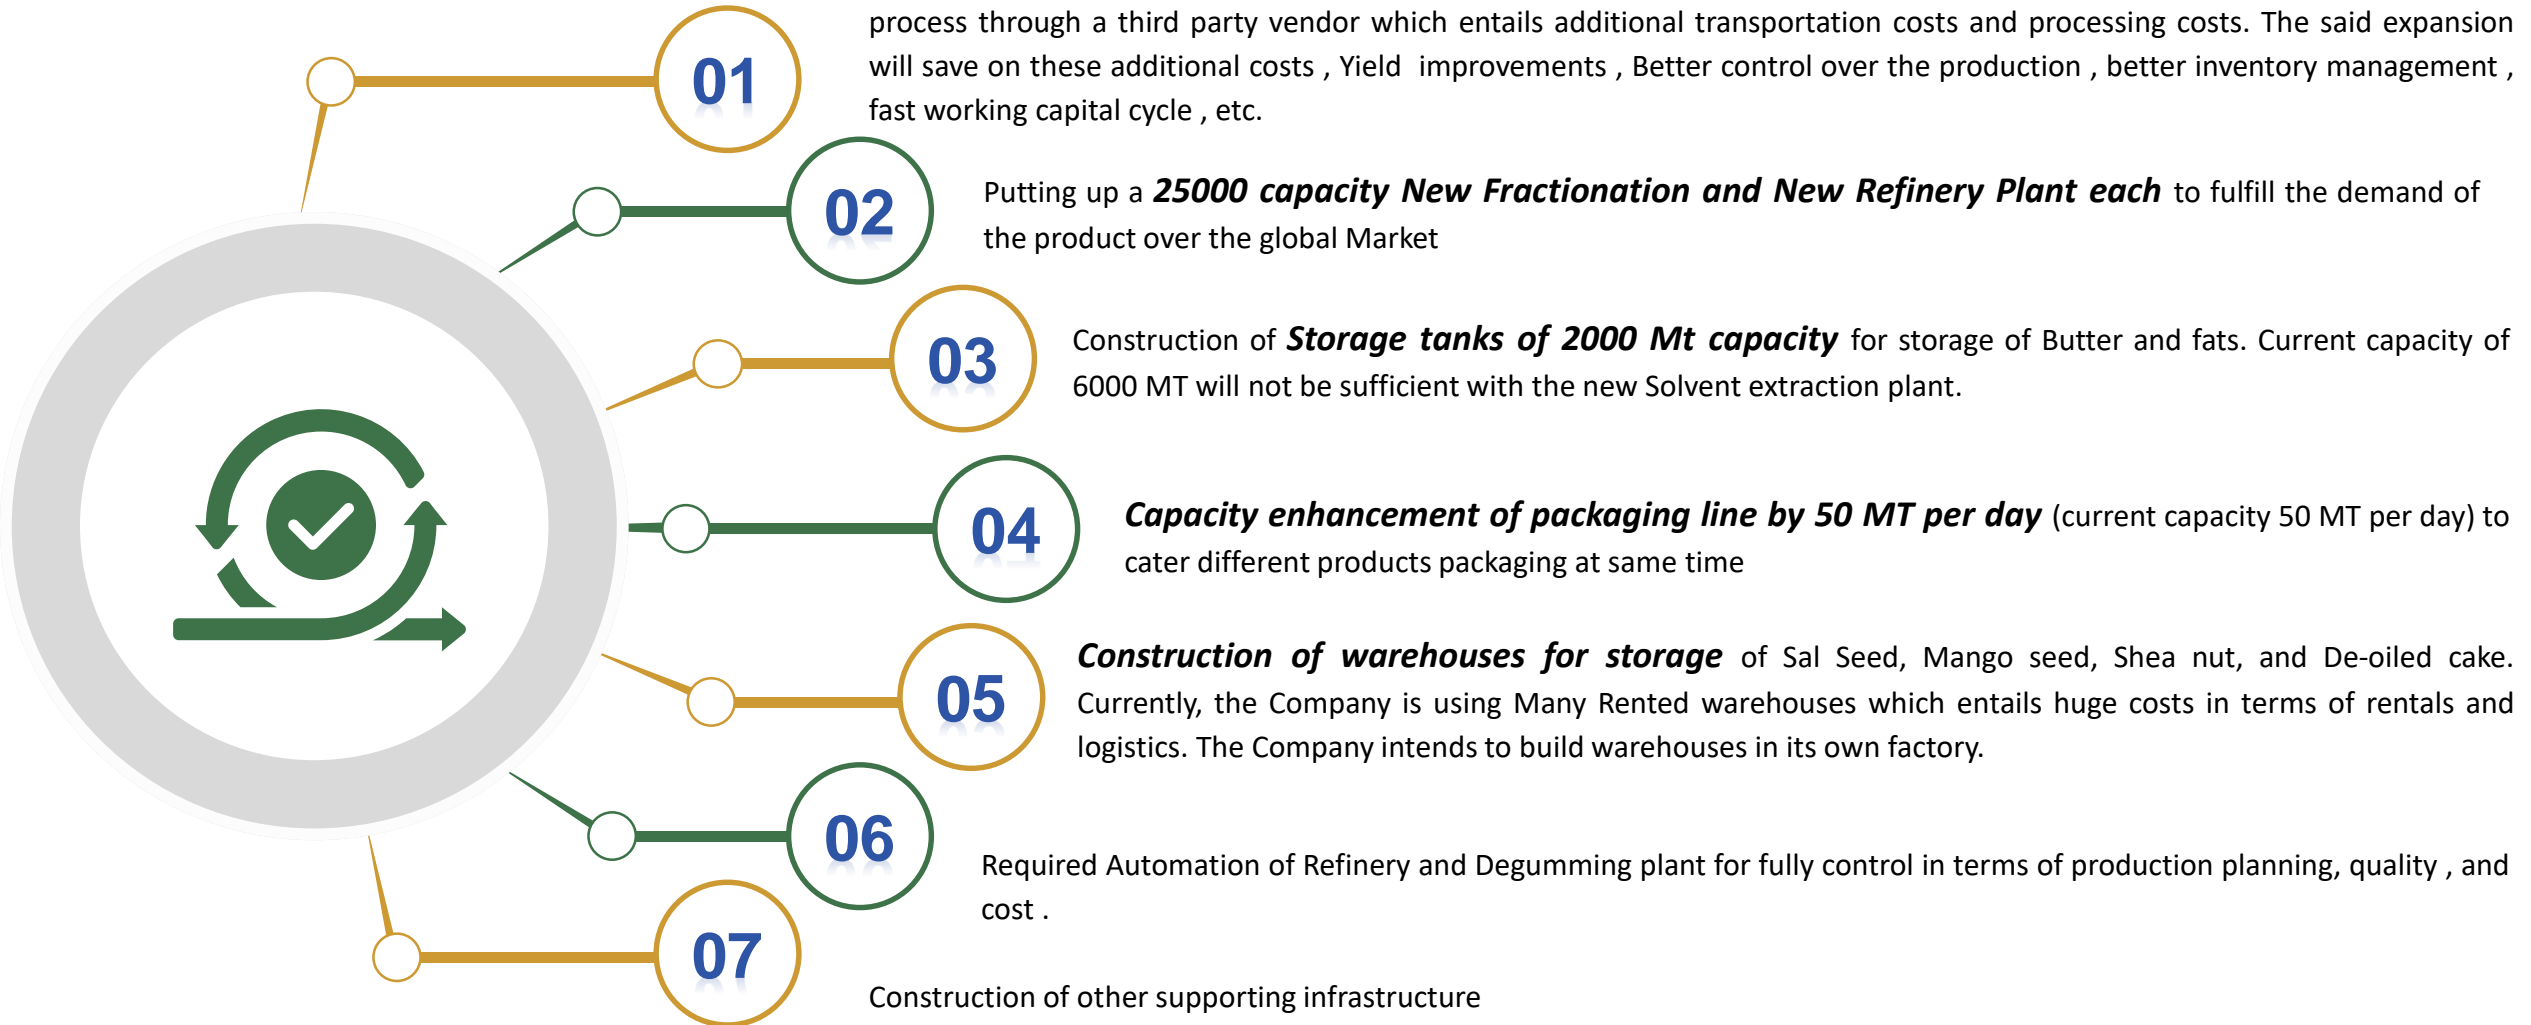 01
process through a third party vendor which entails additional transportation costs and processing costs. The said expansion
will save on these additional costs , Yield improvements , Better control over the production , better inventory management ,
fast working capital cycle , etc.
02
Putting up a 25000 capacity New Fractionation and New Refinery Plant each to fulfill the demand of
the product over the global Market
03
Construction of Storage tanks of 2000 Mt capacity for storage of Butter and fats. Current capacity of
6000 MT will not be sufficient with the new Solvent extraction plant.
04
Capacity enhancement of packaging line by 50 MT per day (current capacity 50 MT per day) to
cater different products packaging at same time
05
Construction of warehouses for storage of Sal Seed, Mango seed, Shea nut, and De-oiled cake.
Currently, the Company is using Many Rented warehouses which entails huge costs in terms of rentals and
logistics. The Company intends to build warehouses in its own factory.
06
Required Automation of Refinery and Degumming plant for fully control in terms of production planning, quality , and
cost .
07
Construction of other supporting infrastructure